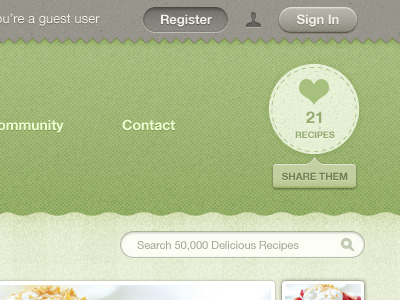 ou're a guest user
Register
Sign In
ommunity
Contact
21
RECIPES
SHARE THEM
Search 50,000 Delicious Recipes